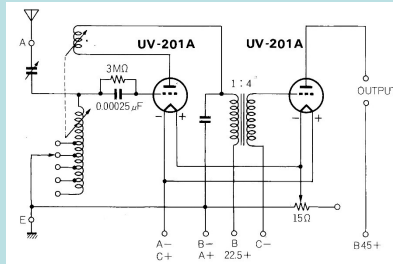 UV-201A UV-201A
A
3MΩ
0.00025μF
1:4
OUTPUT
- +
- +
15Ω
E
A- B- B C- B45+
C+ A+ 22.5+